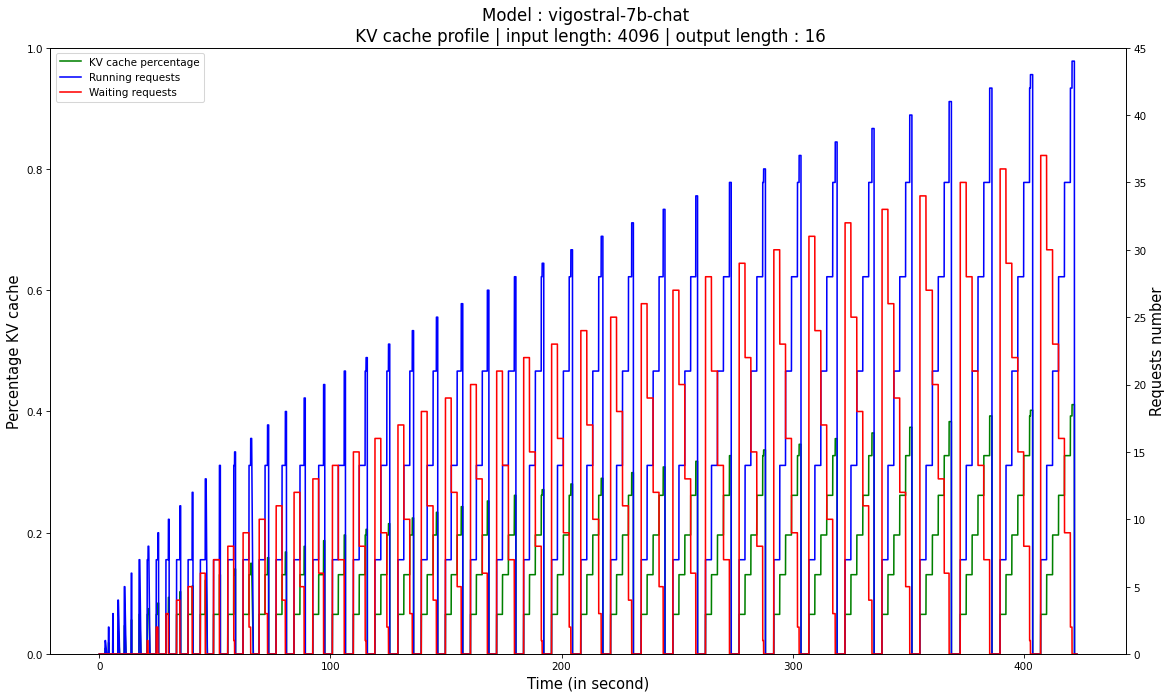 Model : vigostral-7b-chat
KV cache profile | input length: 4096 | output length : 16
KV cache percentage
Running requests
Waiting requests
Percentage KV cache
1.0
0.8
0.6
0.4
0.2
0.0
45
40
35
30
25
20
15
10
5
0
Requests number
0 100 200 300 400
Time (in second)